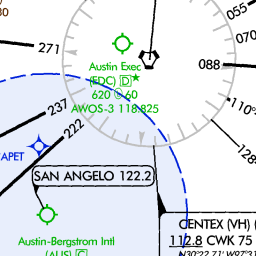 055
070
271
Austin Exec
(EDC) D
088
620 60
AWOS-3 118.825
110°
237
222
128°
APET
SAN ANGELO 122.2
CENTEX (VH) (
112.8 CWK 75
Austin-Bergstrom Intl
(AUS) C
N30°22.71' W97°31